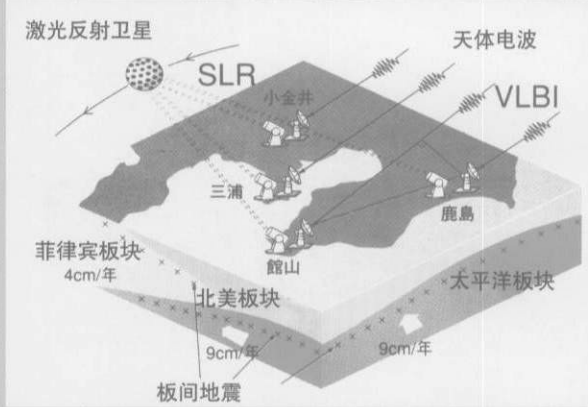 激光反射卫星
天体电波
SLR
小金井
VLBI
三浦
鹿島
館山
菲律宾板块
4cm/年
北美板块
太平洋板块
9cm/年
9cm/年
板间地震